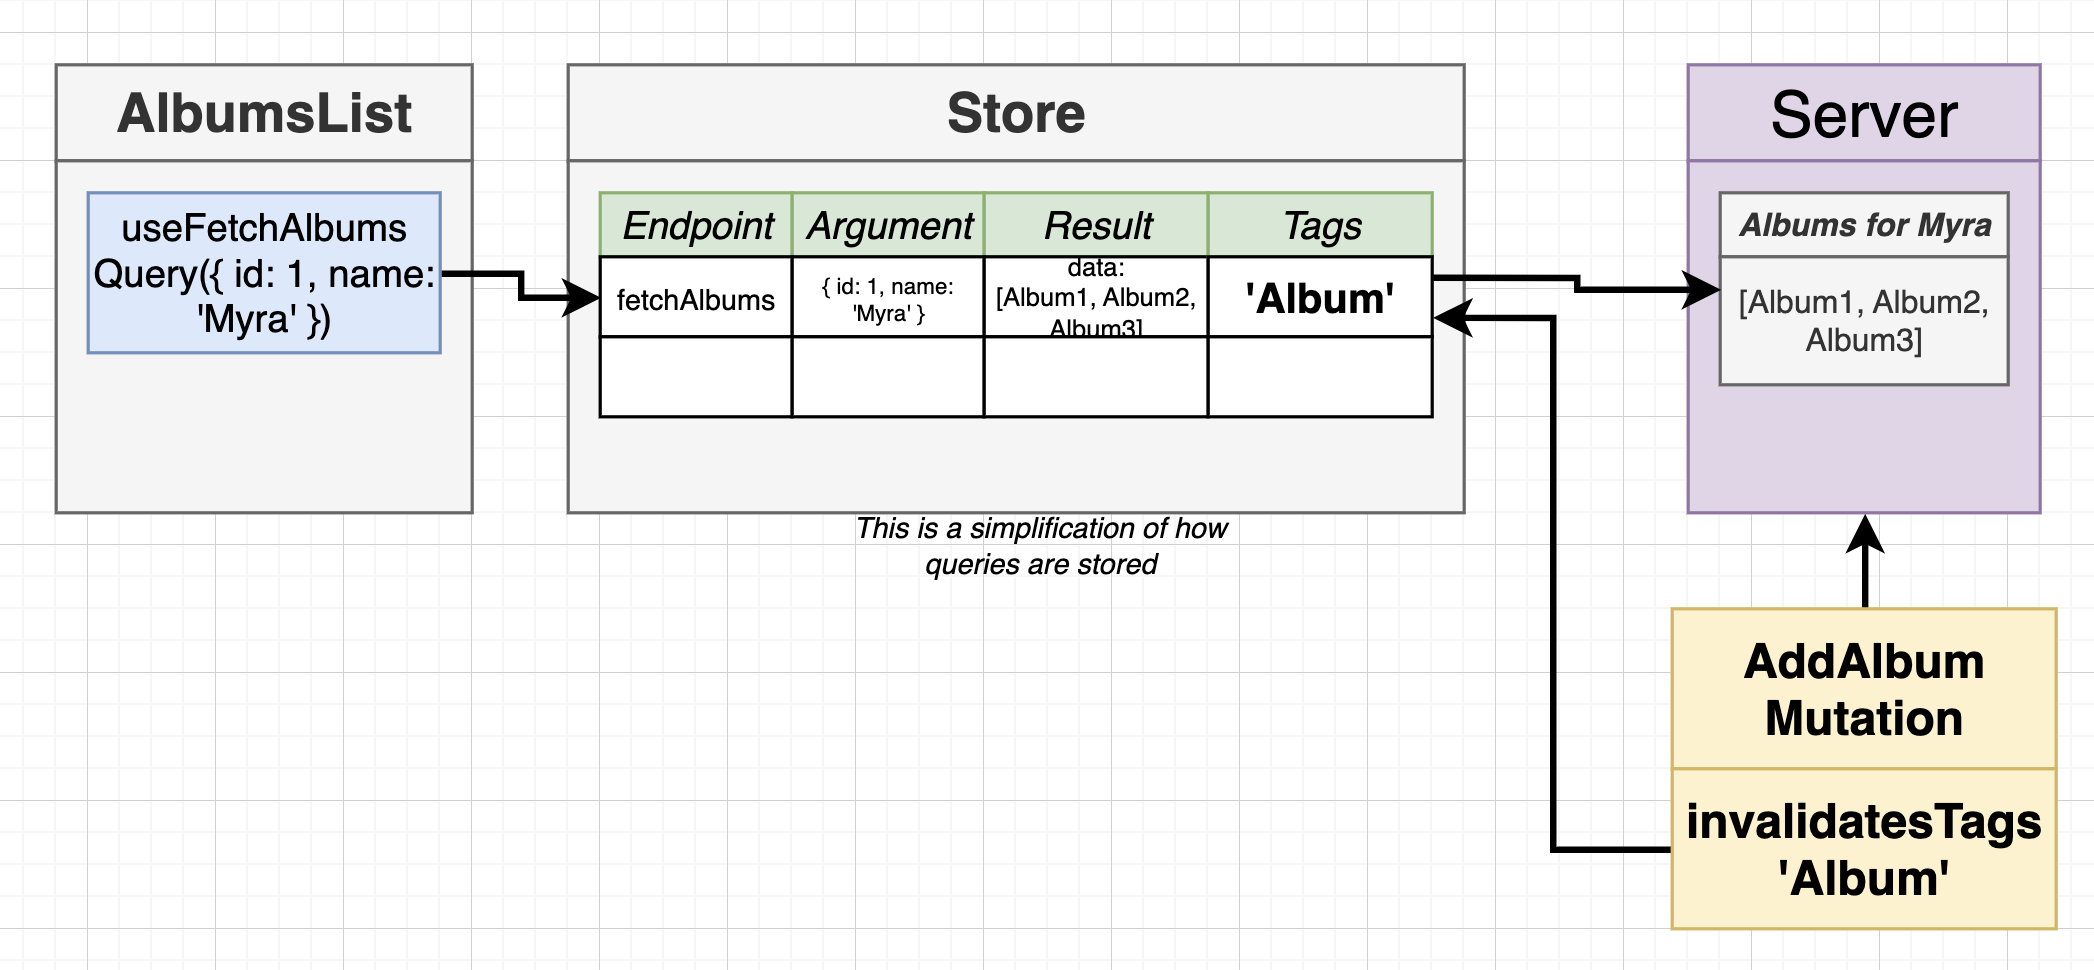 AlbumsList
useFetchAlbums
Query({ id: 1, name:
'Myra' })
Store
Endpoint Argument Result Tags
fetchAlbums
{ id: 1, name:
'Myra' }
data:
[Album1, Album2,
Album3]
'Album'
This is a simplification of how
queries are stored
Server
Albums for Myra
[Album1, Album2,
Album3]
AddAlbum
Mutation
invalidatesTags
'Album'